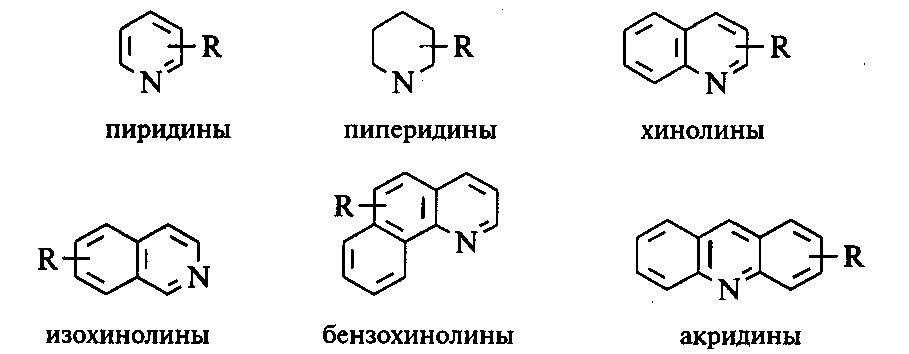 R
N
R
N
R
N
пиридины
пиперидины
хинолины
R
N
R
N
R
N
изохинолины
бензохинолины
акридины